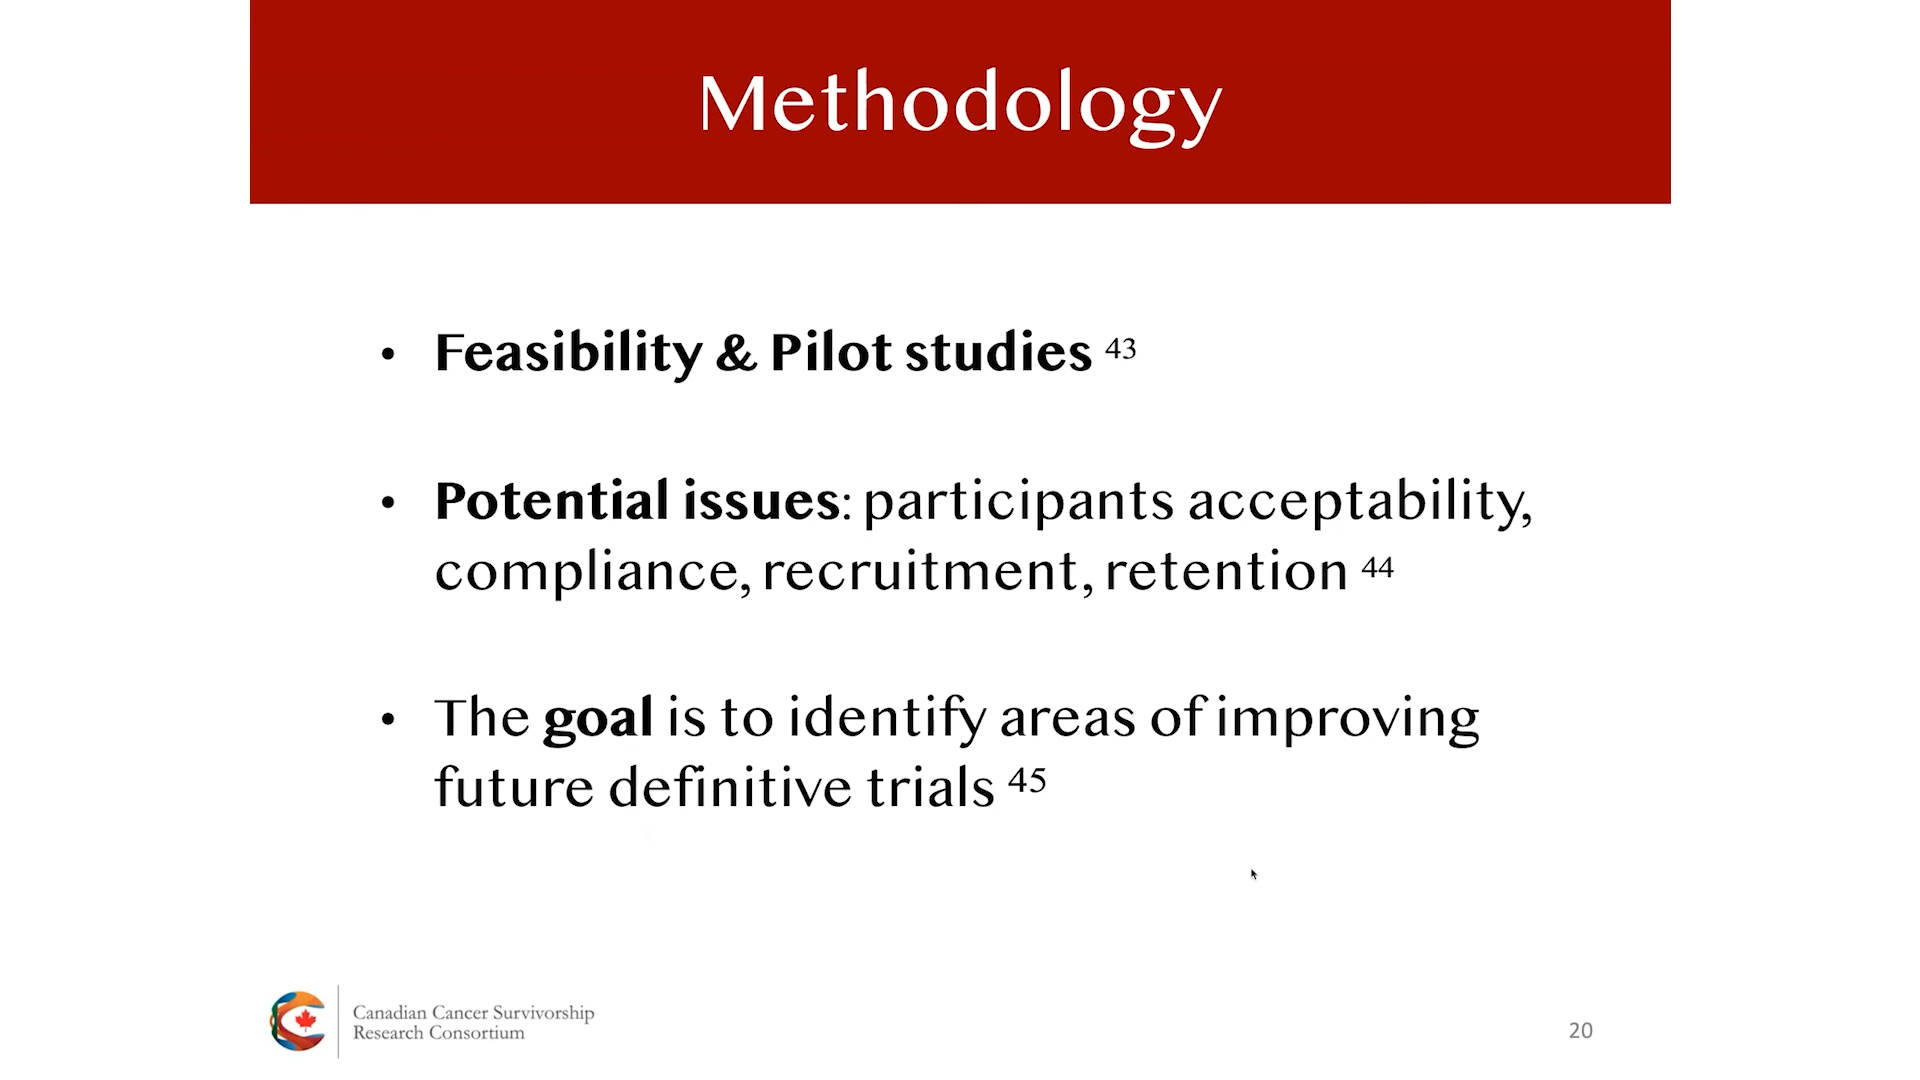 Methodology
• Feasibility & Pilot studies 43
• Potential issues: participants acceptability,
compliance, recruitment, retention 44
• The goal is to identify areas of improving
future definitive trials 45
Canadian Cancer Survivorship
Research Consortium
20